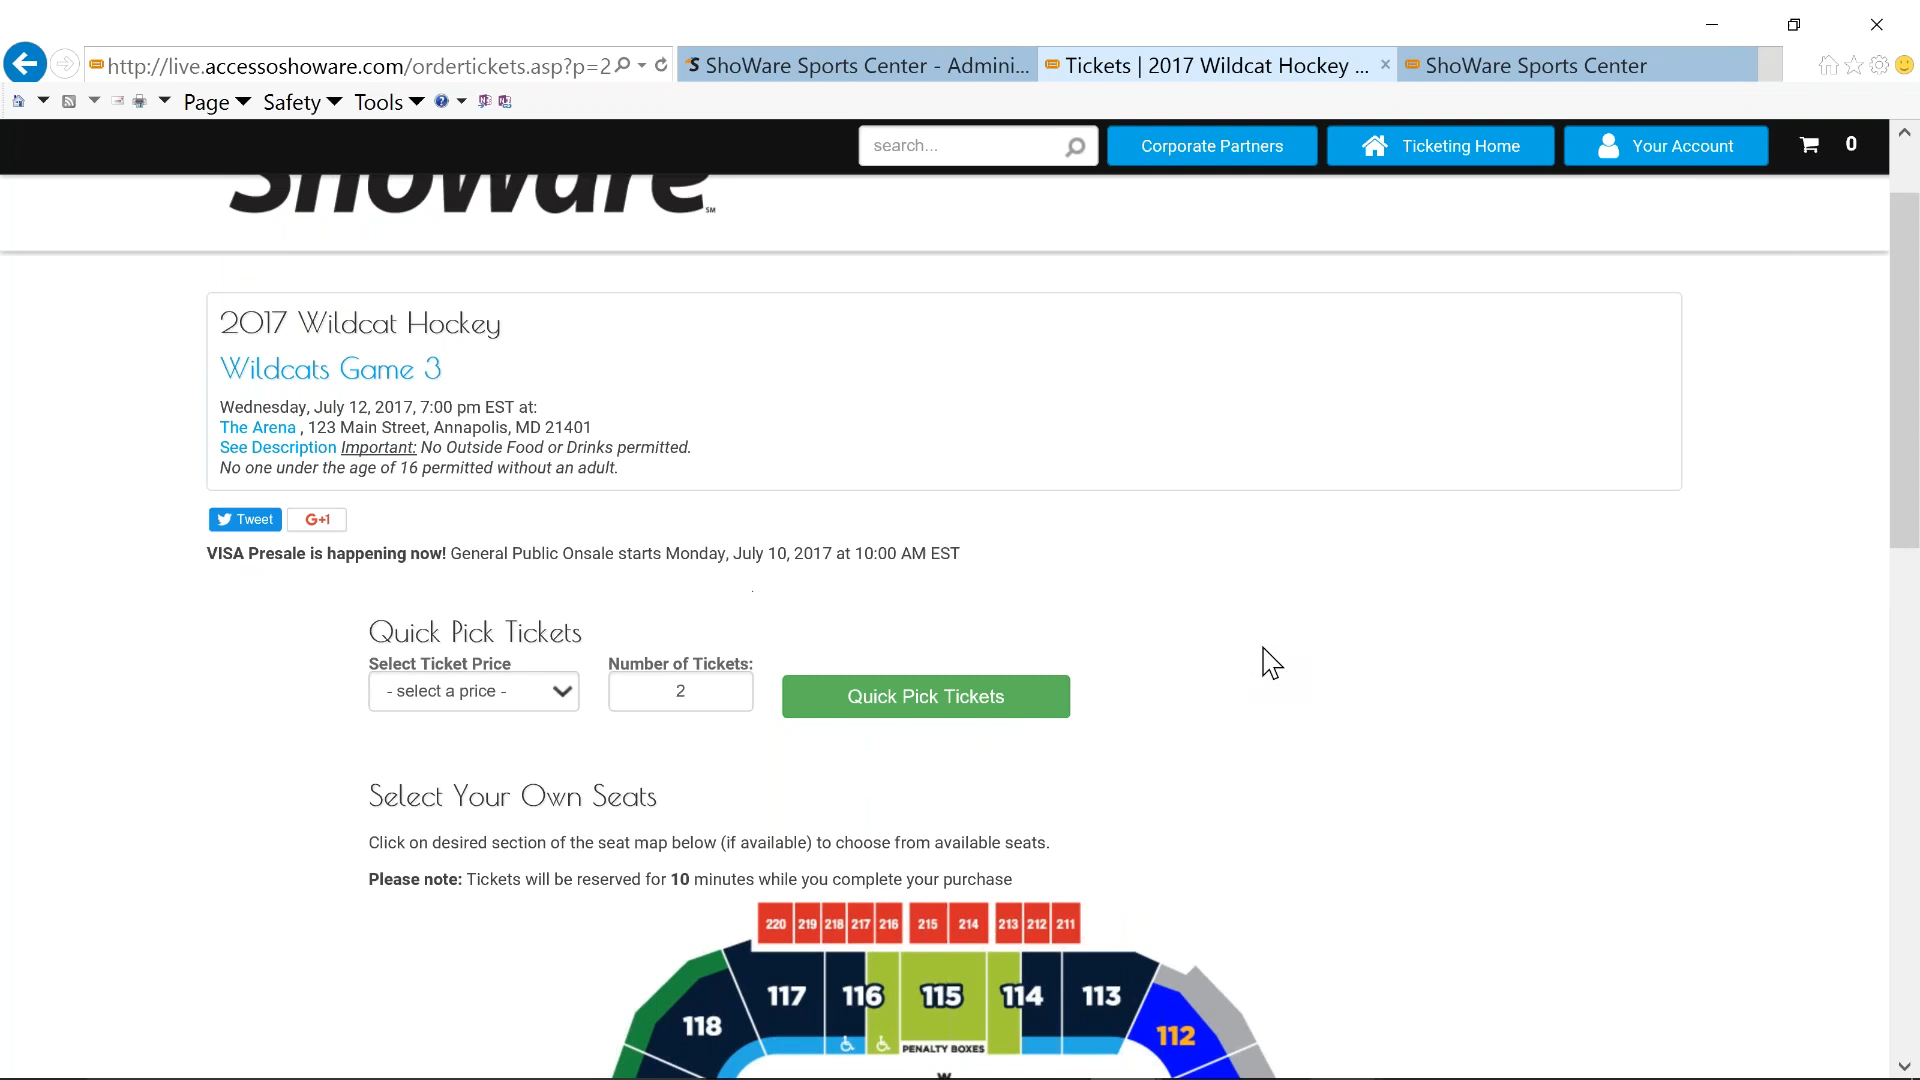 http://live.accessoshoware.com/ordertickets.asp?p=2
ShoWare Sports Center - Admini...
Tickets | 2017 Wildcat Hockey ...
ShoWare Sports Center
Page
Safety
Tools
search...
Corporate Partners
Ticketing Home
Your Account
0
ShoWare
SM
2017 Wildcat Hockey
Wildcats Game 3
Wednesday, July 12, 2017, 7:00 pm EST at:
The Arena , 123 Main Street, Annapolis, MD 21401
See Description Important: No Outside Food or Drinks permitted.
No one under the age of 16 permitted without an adult.
Tweet
G+1
VISA Presale is happening now! General Public Onsale starts Monday, July 10, 2017 at 10:00 AM EST
.
Quick Pick Tickets
Select Ticket Price
Number of Tickets:
- select a price -
2
Quick Pick Tickets
Select Your Own Seats
Click on desired section of the seat map below (if available) to choose from available seats.
Please note: Tickets will be reserved for 10 minutes while you complete your purchase
220 219 218 217 216 215 214 213 212 211
117 116 115 114 113
118
112
PENALTY BOXES